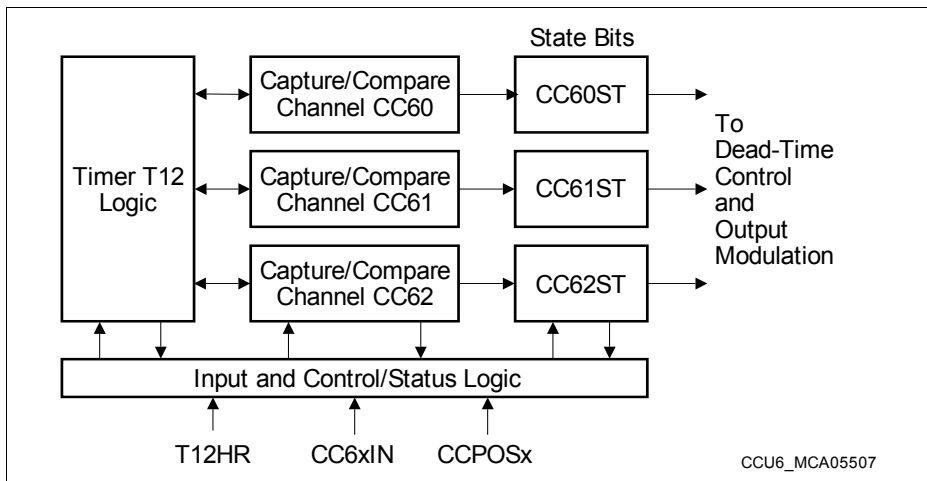 State Bits
Timer T12
Logic
Capture/Compare
Channel CC60
CC60ST
Capture/Compare
Channel CC61
CC61ST
Capture/Compare
Channel CC62
CC62ST
To
Dead-Time
Control
and
Output
Modulation
Input and Control/Status Logic
T12HR
CC6xIN
CCPOSx
CCU6_MCA05507